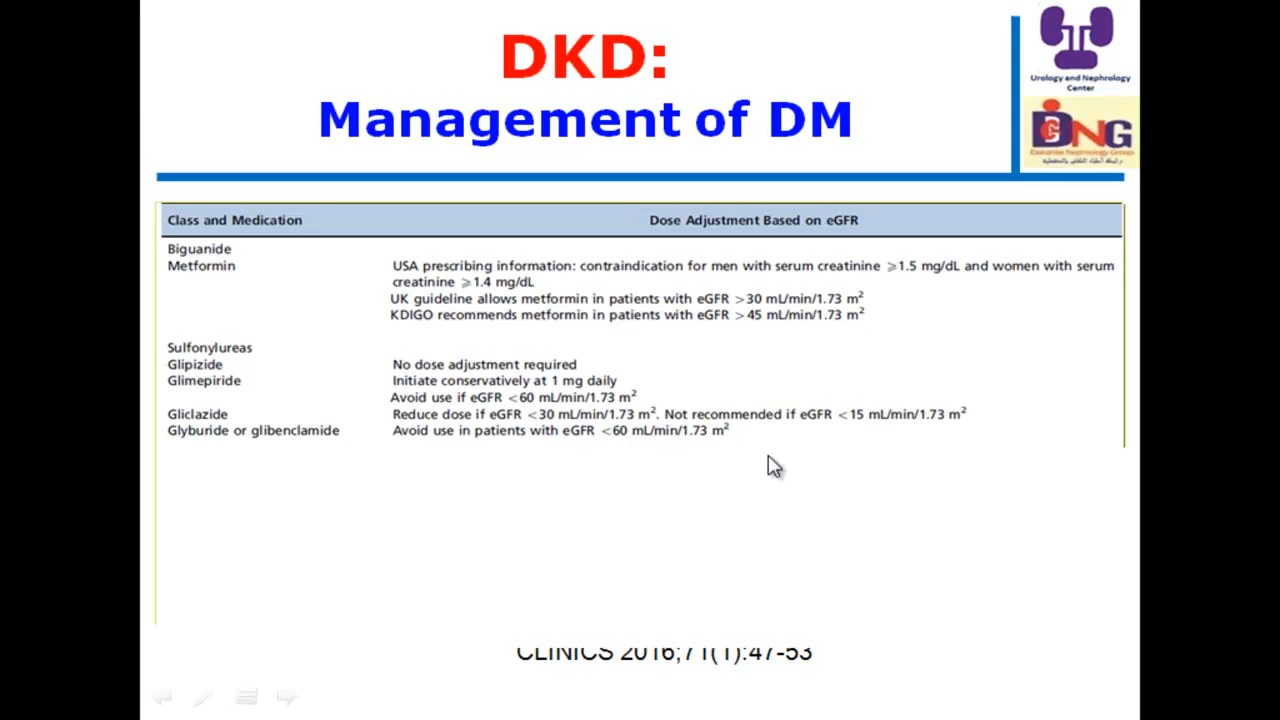 DKD:
Management of DM
Urology and Nephrology
Center
DNG
Dakahlia Nephrology Group
Class and Medication Dose Adjustment Based on eGFR
Biguanide
Metformin USA prescribing information: contraindication for men with serum creatinine ⩾1.5 mg/dL and women with serum
creatinine ⩾1.4 mg/dL
UK guideline allows metformin in patients with eGFR >30 mL/min/1.73 m²
KDIGO recommends metformin in patients with eGFR >45 mL/min/1.73 m²
Sulfonylureas
Glipizide No dose adjustment required
Glimepiride Initiate conservatively at 1 mg daily
Avoid use if eGFR <60 mL/min/1.73 m²
Gliclazide Reduce dose if eGFR <30 mL/min/1.73 m². Not recommended if eGFR <15 mL/min/1.73 m²
Glyburide or glibenclamide Avoid use in patients with eGFR <60 mL/min/1.73 m²
CLINICS 2016;71(1):47-53